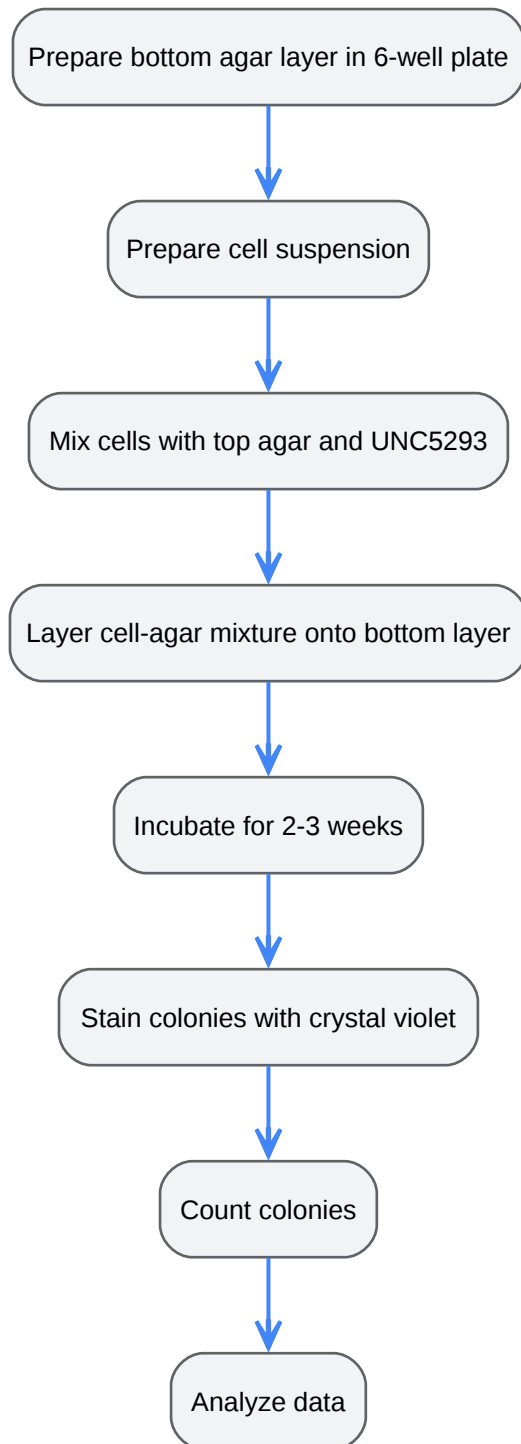 Prepare bottom agar layer in 6-well plate
Prepare cell suspension
Mix cells with top agar and UNC5293
Layer cell-agar mixture onto bottom layer
Incubate for 2-3 weeks
Stain colonies with crystal violet
Count colonies
Analyze data